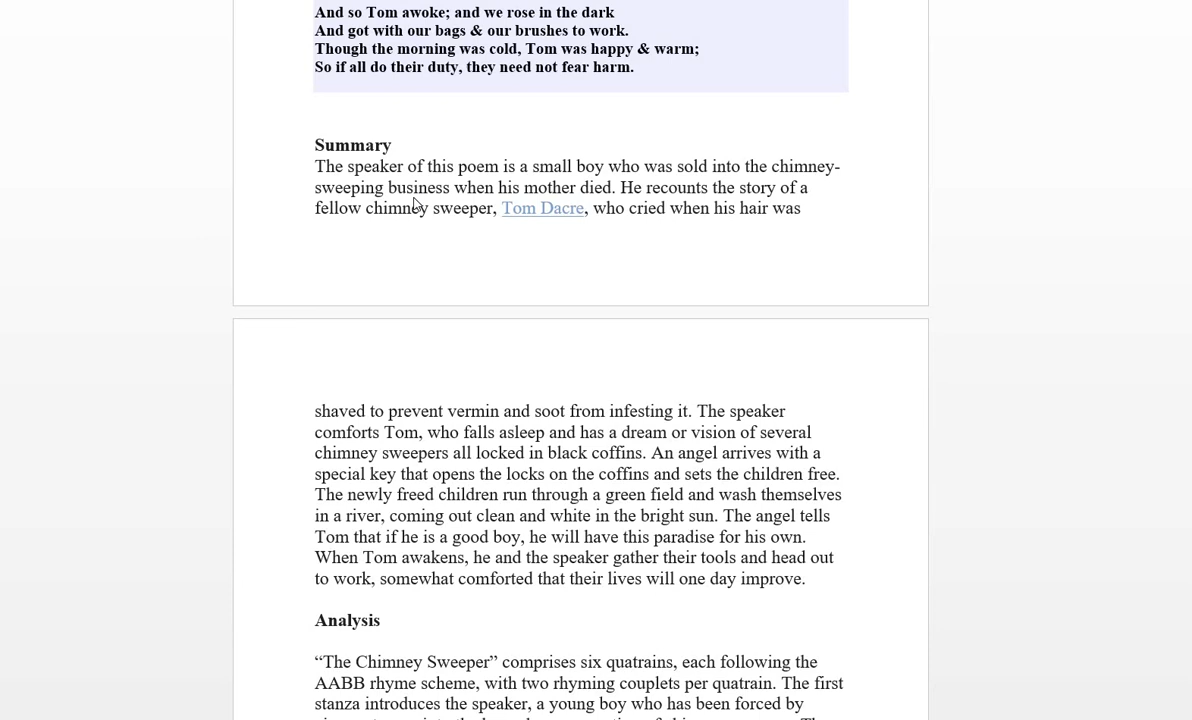 And so Tom awoke; and we rose in the dark
And got with our bags & our brushes to work.
Though the morning was cold, Tom was happy & warm;
So if all do their duty, they need not fear harm.
Summary
The speaker of this poem is a small boy who was sold into the chimney-
sweeping business when his mother died. He recounts the story of a
fellow chimney sweeper, Tom Dacre, who cried when his hair was
shaved to prevent vermin and soot from infesting it. The speaker
comforts Tom, who falls asleep and has a dream or vision of several
chimney sweepers all locked in black coffins. An angel arrives with a
special key that opens the locks on the coffins and sets the children free.
The newly freed children run through a green field and wash themselves
in a river, coming out clean and white in the bright sun. The angel tells
Tom that if he is a good boy, he will have this paradise for his own.
When Tom awakens, he and the speaker gather their tools and head out
to work, somewhat comforted that their lives will one day improve.
Analysis
“The Chimney Sweeper” comprises six quatrains, each following the
AABB rhyme scheme, with two rhyming couplets per quatrain. The first
stanza introduces the speaker, a young boy who has been forced by